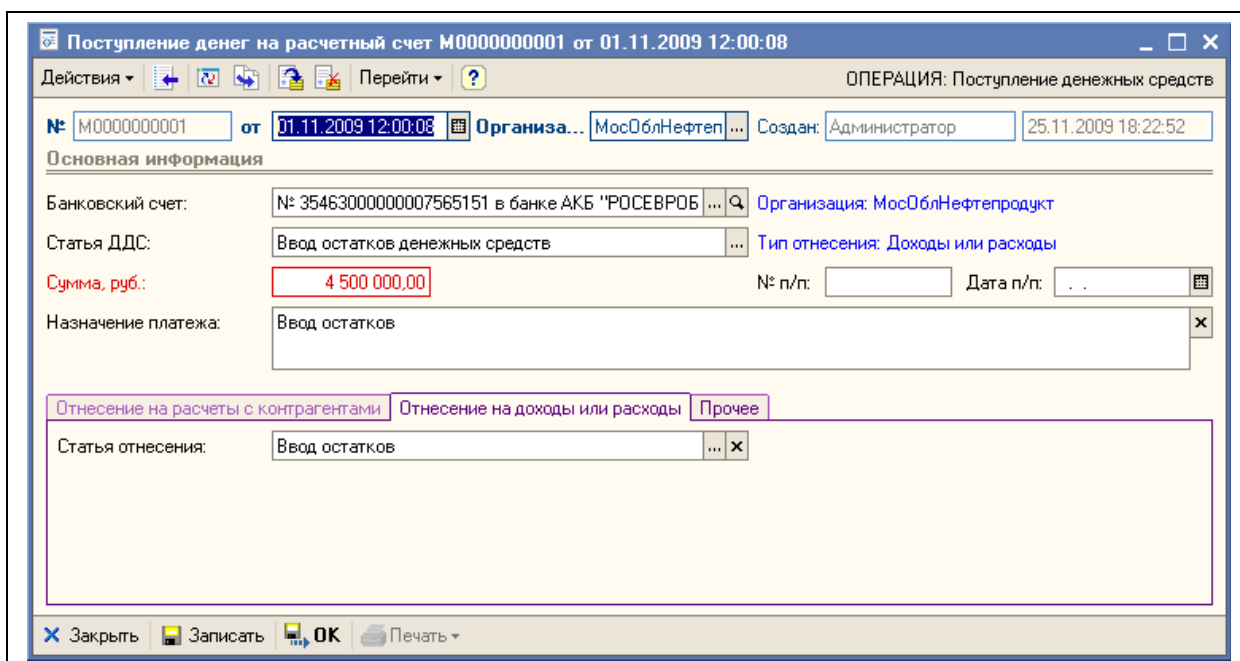 Поступление денег на расчетный счет М0000000001 от 01.11.2009 12:00:08
Действия Перейти ? ОПЕРАЦИЯ: Поступление денежных средств
№ М0000000001 от 01.11.2009 12:00:08 Организа... МосОблНефтеп ... Создан: Администратор 25.11.2009 18:22:52
Основная информация
Банковский счет: № 35463000000007565151 в банке АКБ "РОСЕВРОБ ... Организация: МосОблНефтепродукт
Статья ДДС: Ввод остатков денежных средств ... Тип отнесения: Доходы или расходы
Сумма, руб.: 4 500 000,00 № п/п: Дата п/п: . .
Назначение платежа: Ввод остатков
Отнесение на расчеты с контрагентами Отнесение на доходы или расходы Прочее
Статья отнесения: Ввод остатков ...
Закрыть Записать OK Печать